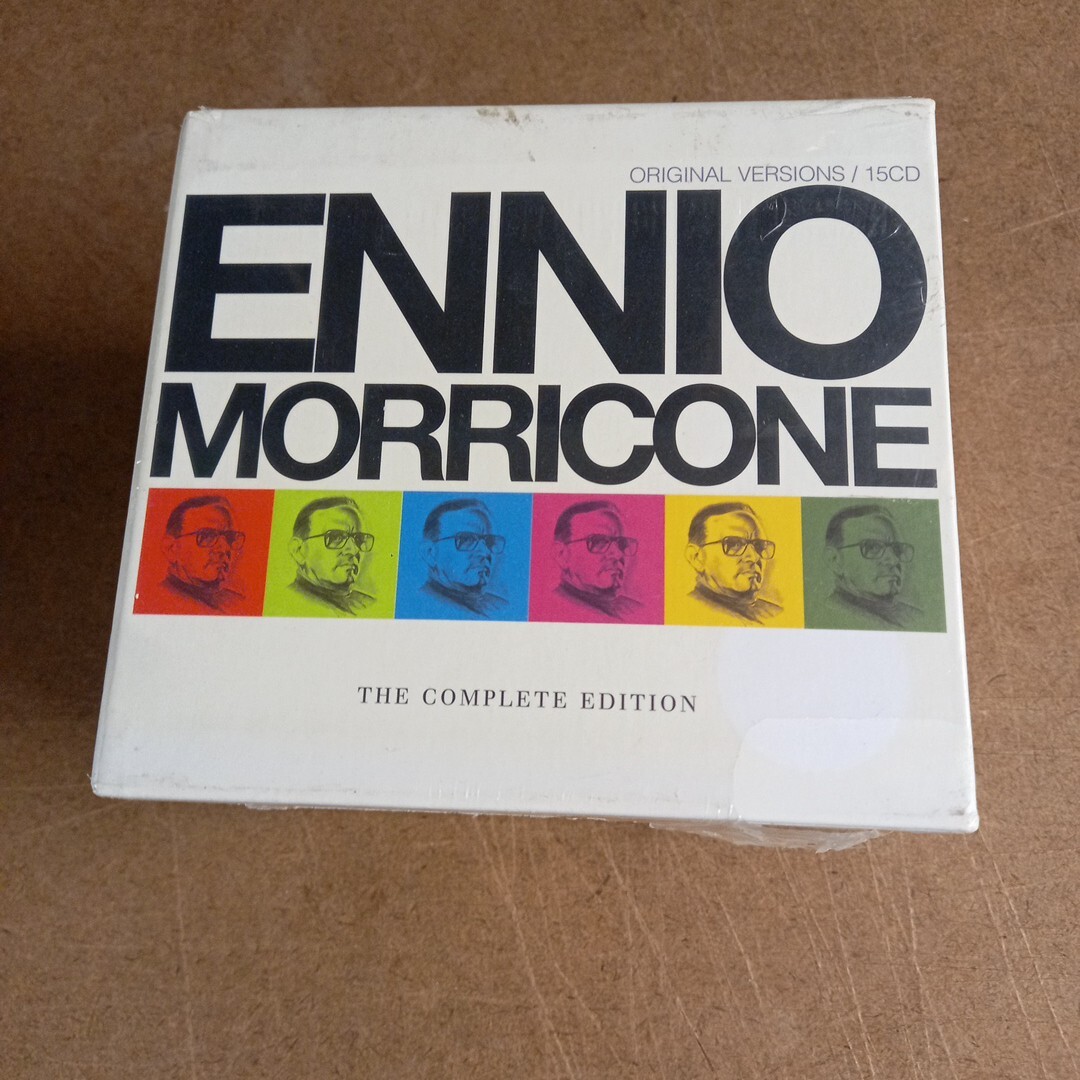 ORIGINAL VERSIONS / 15CD
ENNIO
MORRICONE
THE COMPLETE EDITION